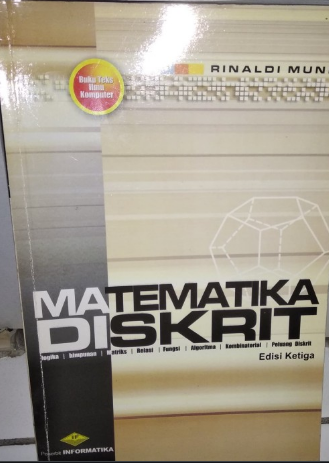 RINALDI MUN
Buku Teks
Ilmu
Komputer
MATEMATIKA
DISKRIT
logika | himpunan | Matriks | Relasi | Fungsi | Algoritma | Kombinatorial | Peluang Diskrit
Edisi Ketiga
Penerbit INFORMATIKA